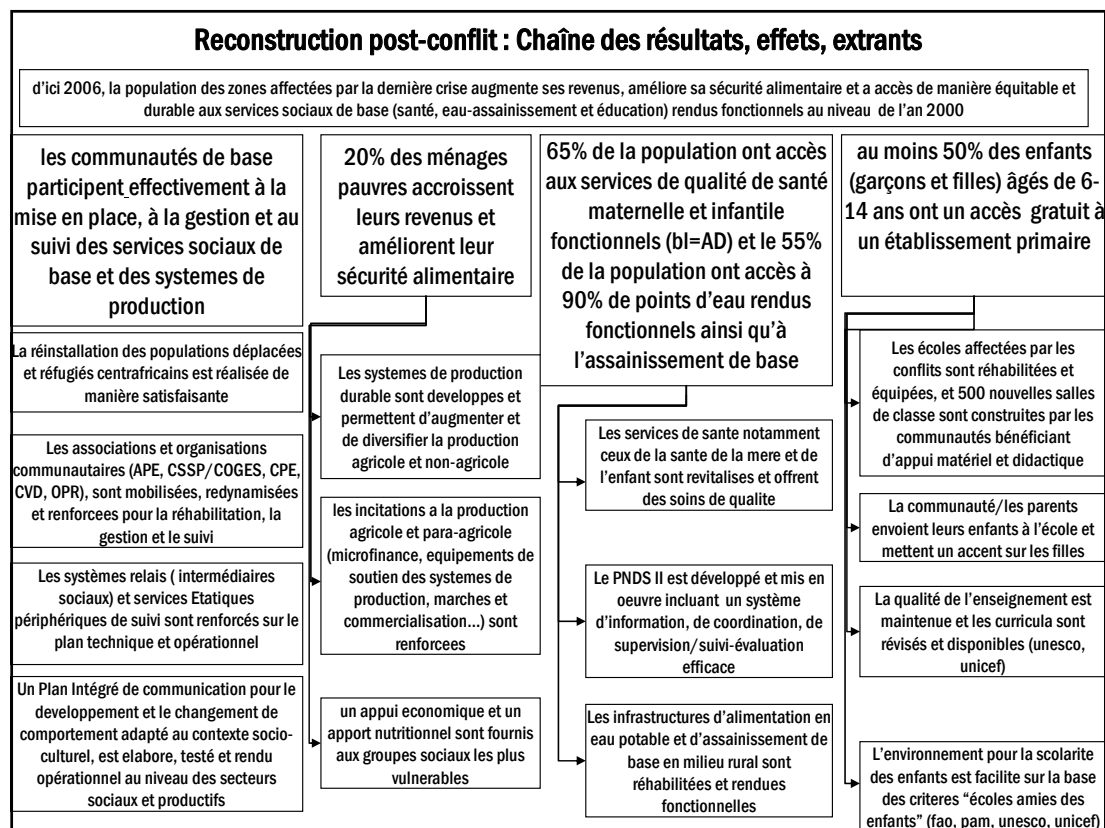 Reconstruction post-conflit : Chaîne des résultats, effets, extrants
d'ici 2006, la population des zones affectées par la dernière crise augmente ses revenus, améliore sa sécurité alimentaire et a accès de manière équitable et
durable aux services sociaux de base (santé, eau-assainissement et éducation) rendus fonctionnels au niveau de l'an 2000
les communautés de base
participent effectivement à la
mise en place, à la gestion et au
suivi des services sociaux de
base et des systemes de
production
La réinstallation des populations déplacées
et réfugiés centrafricains est réalisée de
manière satisfaisante
Les associations et organisations
communautaires (APE, CSSP/COGES, CPE,
CVD, OPR), sont mobilisées, redynamisées
et renforcees pour la réhabilitation, la
gestion et le suivi
Les systèmes relais ( intermédiaires
sociaux) et services Etatiques
périphériques de suivi sont renforcés sur le
plan technique et opérationnel
Un Plan Intégré de communication pour le
developpement et le changement de
comportement adapté au contexte socio-
culturel, est elabore, testé et rendu
opérationnel au niveau des secteurs
sociaux et productifs
20% des ménages
pauvres accroissent
leurs revenus et
améliorent leur
sécurité alimentaire
Les systemes de production
durable sont developpes et
permettent d'augmenter et
de diversifier la production
agricole et non-agricole
les incitations a la production
agricole et para-agricole
(microfinance, equipements de
soutien des systemes de
production, marches et
commercialisation...) sont
renforcees
un appui economique et un
apport nutritionnel sont fournis
aux groupes sociaux les plus
vulnerables
65% de la population ont accès
aux services de qualité de santé
maternelle et infantile
fonctionnels (bl=AD) et le 55%
de la population ont accès à
90% de points d'eau rendus
fonctionnels ainsi qu'à
l'assainissement de base
Les services de sante notamment
ceux de la sante de la mere et de
l'enfant sont revitalises et offrent
des soins de qualite
Le PNDS II est développé et mis en
oeuvre incluant un système
d'information, de coordination, de
supervision/suivi-évaluation
efficace
Les infrastructures d'alimentation en
eau potable et d'assainissement de
base en milieu rural sont
réhabilitées et rendues
fonctionnelles
au moins 50% des enfants
(garçons et filles) âgés de 6-
14 ans ont un accès gratuit à
un établissement primaire
Les écoles affectées par les
conflits sont réhabilitées et
équipées, et 500 nouvelles salles
de classe sont construites par les
communautés bénéficiant
d'appui matériel et didactique
La communauté/les parents
envoient leurs enfants à l'école et
mettent un accent sur les filles
La qualité de l'enseignement est
maintenue et les curricula sont
révisés et disponibles (unesco,
unicef)
L'environnement pour la scolarite
des enfants est facilite sur la base
des criteres "écoles amies des
enfants" (fao, pam, unesco, unicef)